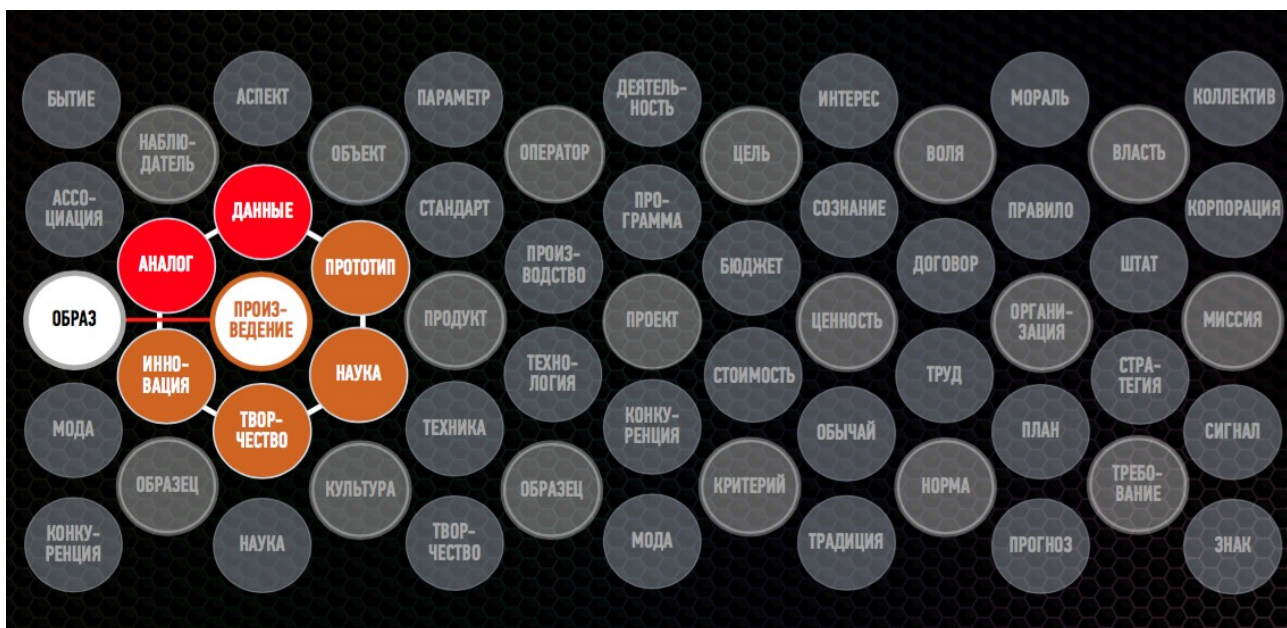 БЫТИЕ
АСПЕКТ
ПАРАМЕТР
ДЕЯТЕЛЬ-
НОСТЬ
ИНТЕРЕС
МОРАЛЬ
КОЛЛЕКТИВ
НАБЛЮ-
ДАТЕЛЬ
ОБЪЕКТ
ОПЕРАТОР
ЦЕЛЬ
ВОЛЯ
ВЛАСТЬ
АССО-
ЦИАЦИЯ
ДАННЫЕ
СТАНДАРТ
ПРО-
ГРАММА
СОЗНАНИЕ
ПРАВИЛО
КОРПОРАЦИЯ
АНАЛОГ
ПРОТОТИП
ПРОИЗ-
ВОДСТВО
БЮДЖЕТ
ДОГОВОР
ШТАТ
ОБРАЗ
ПРОИЗ-
ВЕДЕНИЕ
ПРОДУКТ
ПРОЕКТ
ЦЕННОСТЬ
ОРГАНИ-
ЗАЦИЯ
МИССИЯ
ИННО-
ВАЦИЯ
НАУКА
ТЕХНО-
ЛОГИЯ
СТОИМОСТЬ
ТРУД
СТРА-
ТЕГИЯ
МОДА
ТВОР-
ЧЕСТВО
ТЕХНИКА
КОНКУ-
РЕНЦИЯ
ОБЫЧАЙ
ПЛАН
СИГНАЛ
ОБРАЗЕЦ
КУЛЬТУРА
ОБРАЗЕЦ
КРИТЕРИЙ
НОРМА
ТРЕБО-
ВАНИЕ
КОНКУ-
РЕНЦИЯ
НАУКА
ТВОР-
ЧЕСТВО
МОДА
ТРАДИЦИЯ
ПРОГНОЗ
ЗНАК